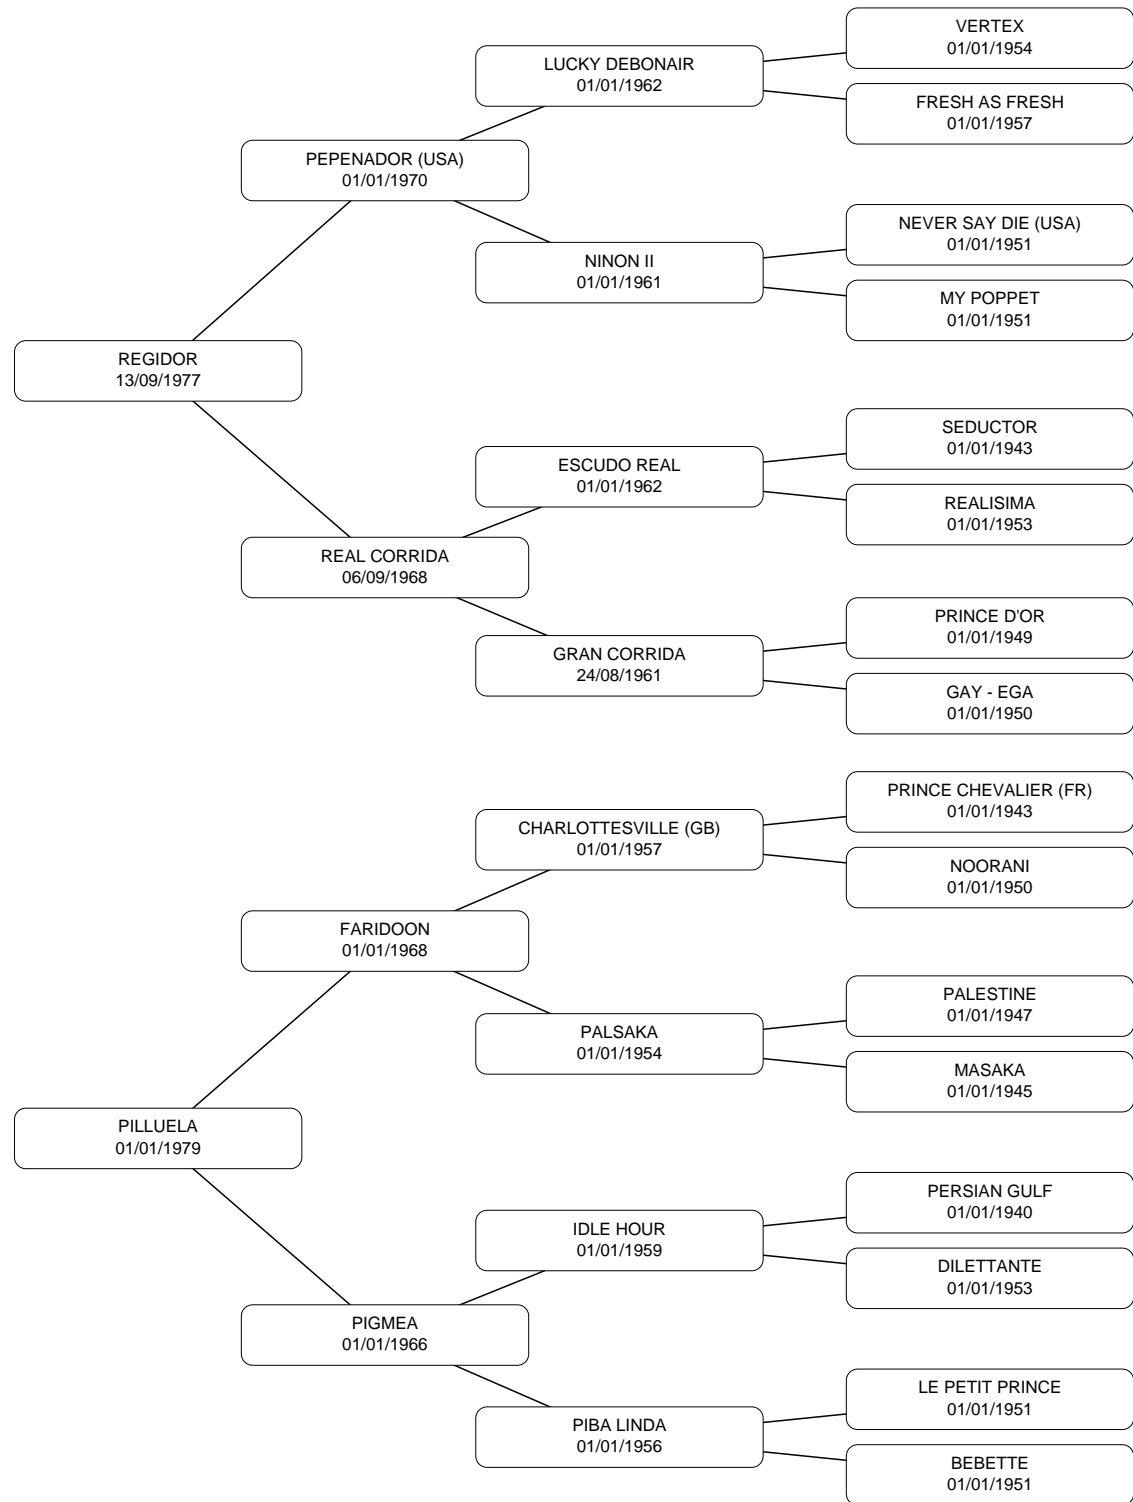 VERTEX
01/01/1954
LUCKY DEBONAIR
01/01/1962
FRESH AS FRESH
01/01/1957
PEPENADOR (USA)
01/01/1970
NEVER SAY DIE (USA)
01/01/1951
NINON II
01/01/1961
MY POPPET
01/01/1951
REGIDOR
13/09/1977
SEDUCTOR
01/01/1943
ESCUDO REAL
01/01/1962
REALISIMA
01/01/1953
REAL CORRIDA
06/09/1968
PRINCE D'OR
01/01/1949
GRAN CORRIDA
24/08/1961
GAY - EGA
01/01/1950
PRINCE CHEVALIER (FR)
01/01/1943
CHARLOTTESVILLE (GB)
01/01/1957
NOORANI
01/01/1950
FARIDOON
01/01/1968
PALESTINE
01/01/1947
PALSAKA
01/01/1954
MASAKA
01/01/1945
PILLUELA
01/01/1979
PERSIAN GULF
01/01/1940
IDLE HOUR
01/01/1959
DILETTANTE
01/01/1953
PIGMEA
01/01/1966
LE PETIT PRINCE
01/01/1951
PIBA LINDA
01/01/1956
BEBETTE
01/01/1951